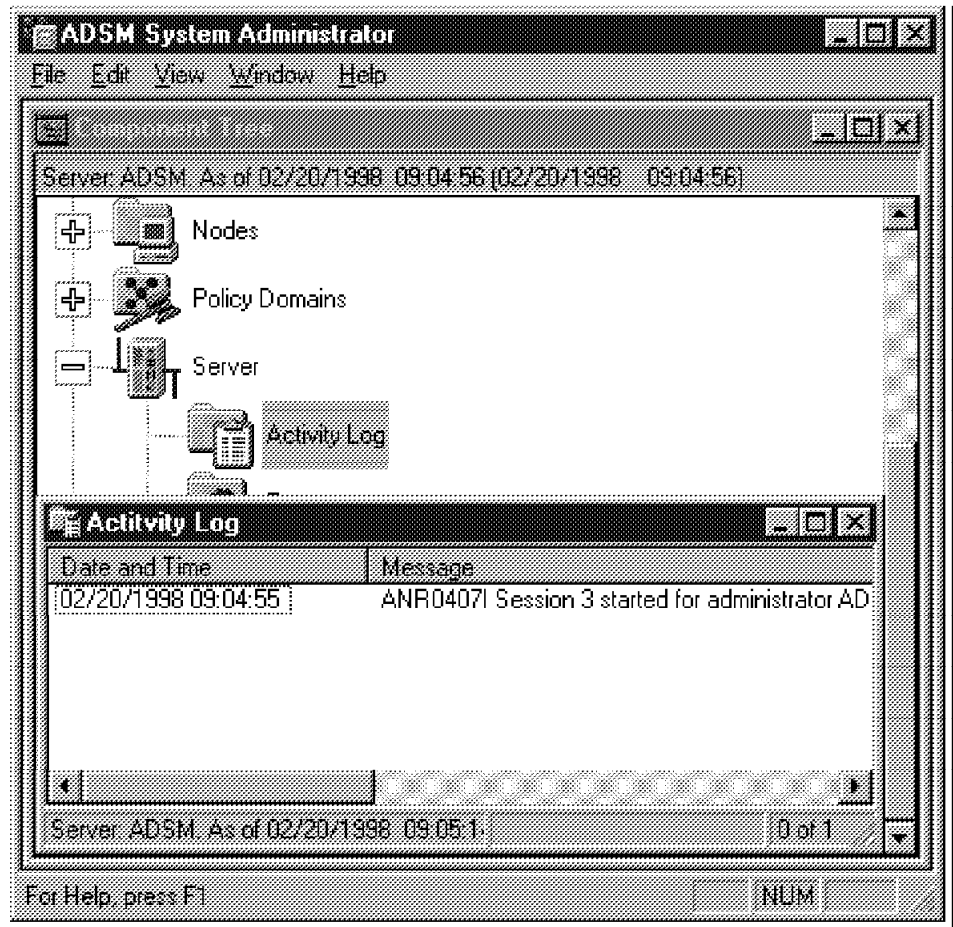 ADSM System Administrator
File Edit View Window Help
Component Tree
Server: ADSM. As of 02/20/1998 09:04:56 (02/20/1998 09:04:56)
Nodes
Policy Domains
Server
Activity Log
Actitvity Log
Date and Time Message
02/20/1998 09:04:55 ANR0407I Session 3 started for administrator AD
Server: ADSM. As of 02/20/1998 09:05:1
0 of 1
For Help, press F1 NUM